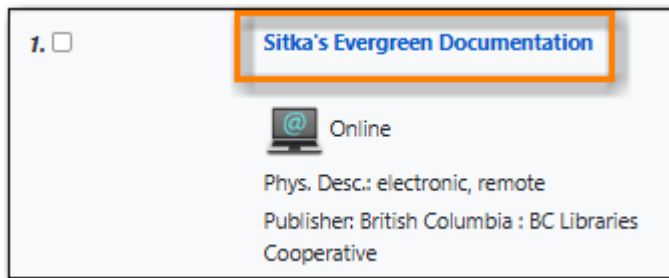 1. Sitka's Evergreen Documentation
@ Online
Phys. Desc.: electronic, remote
Publisher: British Columbia : BC Libraries
Cooperative